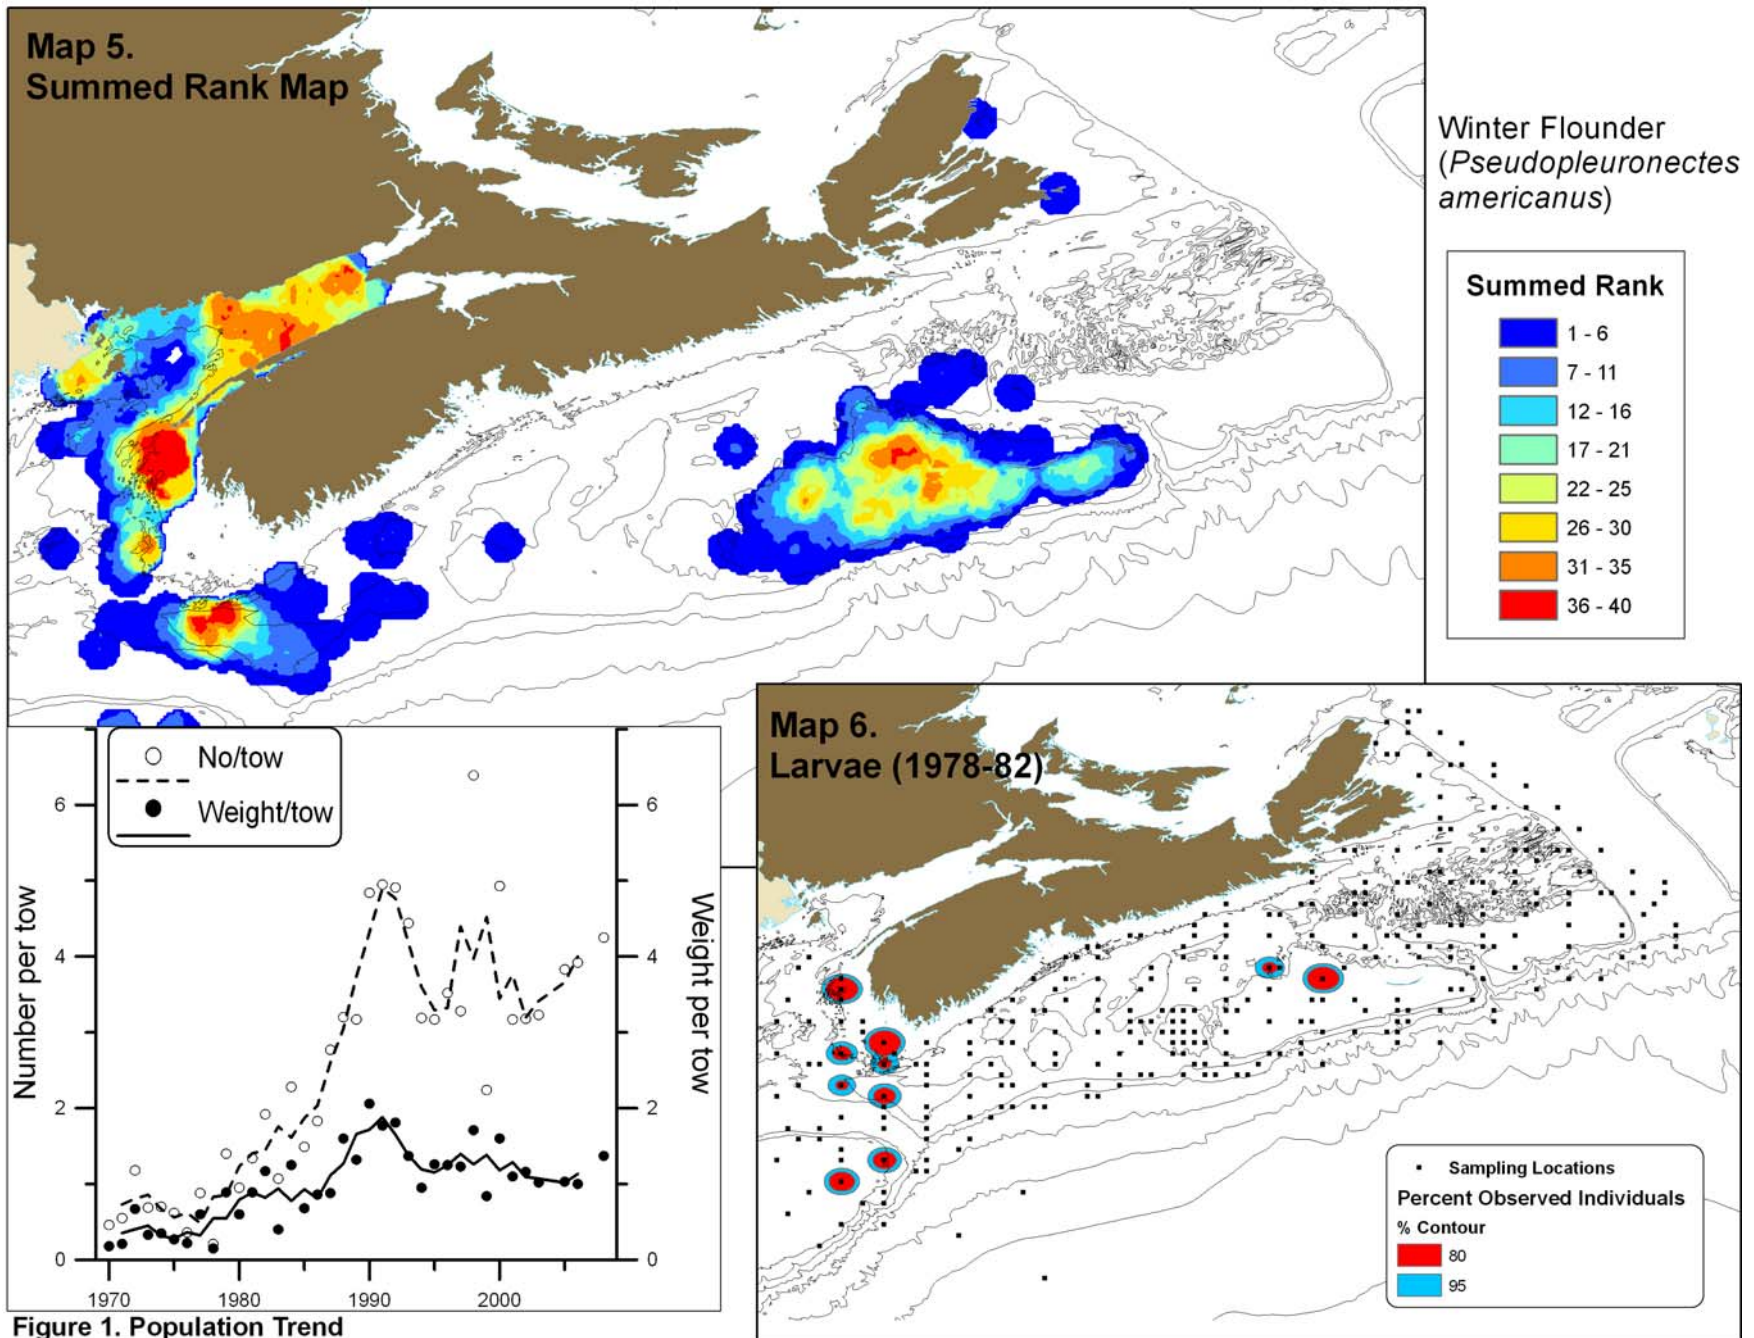 Map 5.
Summed Rank Map
Winter Flounder
(Pseudopleuronectes
americanus)
Summed Rank
1 - 6
7 - 11
12 - 16
17 - 21
22 - 25
26 - 30
31 - 35
36 - 40
No/tow
Weight/tow
Number per tow
6
4
2
0
Weight per tow
6
4
2
0
1970
1980
1990
2000
Figure 1. Population Trend
Map 6.
Larvae (1978-82)
Sampling Locations
Percent Observed Individuals
% Contour
80
95